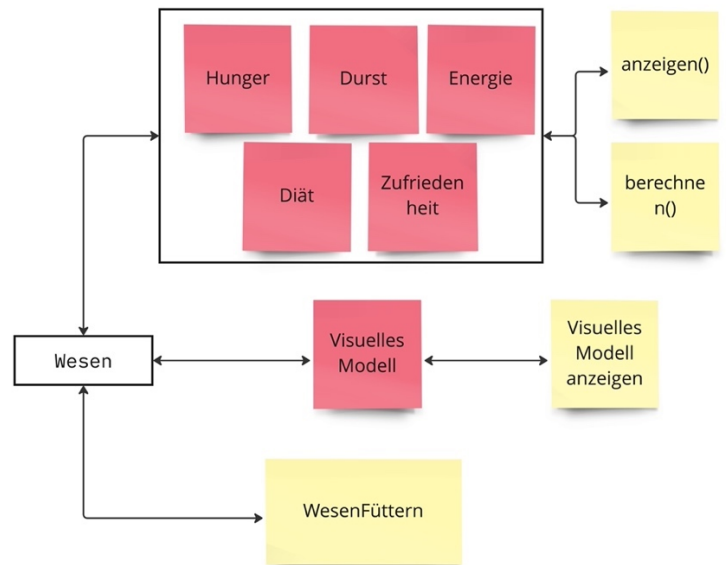 Hunger
Durst
Energie
anzeigen()
Diät
Zufrieden
heit
berechne
n()
Wesen
Visuelles
Modell
Visuelles
Modell
anzeigen
WesenFüttern